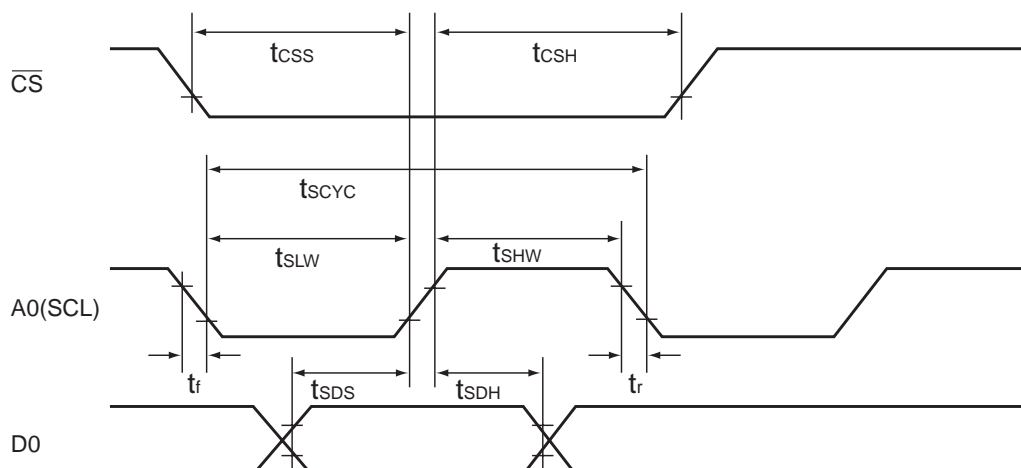 tCSS
tCSH
CS
tSCYC
tSLW
tSHW
A0(SCL)
tf
tSDS
tSDH
tr
D0